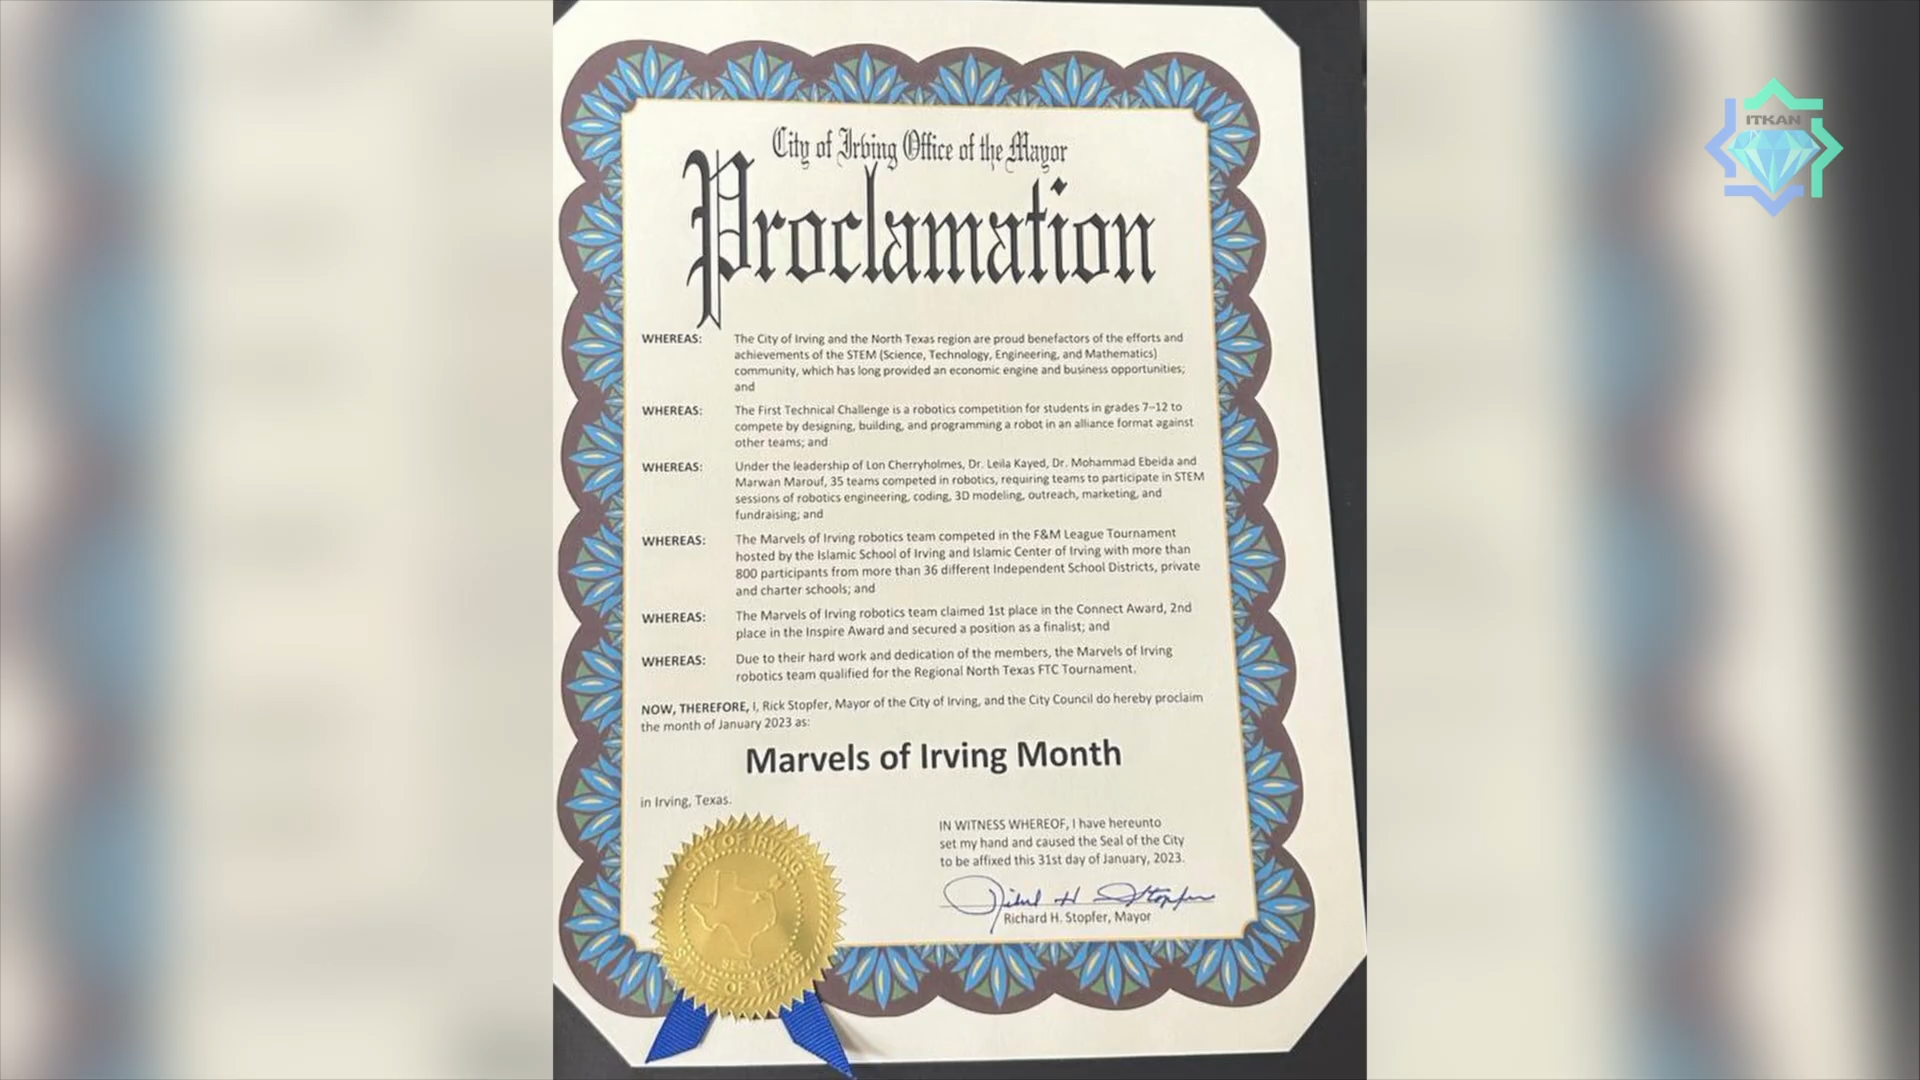 ITKAN
City of Irving Office of the Mayor
Proclamation
WHEREAS: The City of Irving and the North Texas region are proud benefactors of the efforts and
achievements of the STEM (Science, Technology, Engineering, and Mathematics)
community, which has long provided an economic engine and business opportunities;
and
WHEREAS: The First Technical Challenge is a robotics competition for students in grades 7–12 to
compete by designing, building, and programming a robot in an alliance format against
other teams; and
WHEREAS: Under the leadership of Lon Cherryholmes, Dr. Leila Kayed, Dr. Mohammad Ebeida and
Marwan Marouf, 35 teams competed in robotics, requiring teams to participate in STEM
sessions of robotics engineering, coding, 3D modeling, outreach, marketing, and
fundraising; and
WHEREAS: The Marvels of Irving robotics team competed in the F&M League Tournament
hosted by the Islamic School of Irving and Islamic Center of Irving with more than
800 participants from more than 36 different Independent School Districts, private
and charter schools; and
WHEREAS: The Marvels of Irving robotics team claimed 1st place in the Connect Award, 2nd
place in the Inspire Award and secured a position as a finalist; and
WHEREAS: Due to their hard work and dedication of the members, the Marvels of Irving
robotics team qualified for the Regional North Texas FTC Tournament.
NOW, THEREFORE, I, Rick Stopfer, Mayor of the City of Irving, and the City Council do hereby proclaim
the month of January 2023 as:
Marvels of Irving Month
in Irving, Texas.
IN WITNESS WHEREOF, I have hereunto
set my hand and caused the Seal of the City
to be affixed this 31st day of January, 2023.
Richard H. Stopfer, Mayor
CITY OF IRVING
SEAL
STATE OF TEXAS